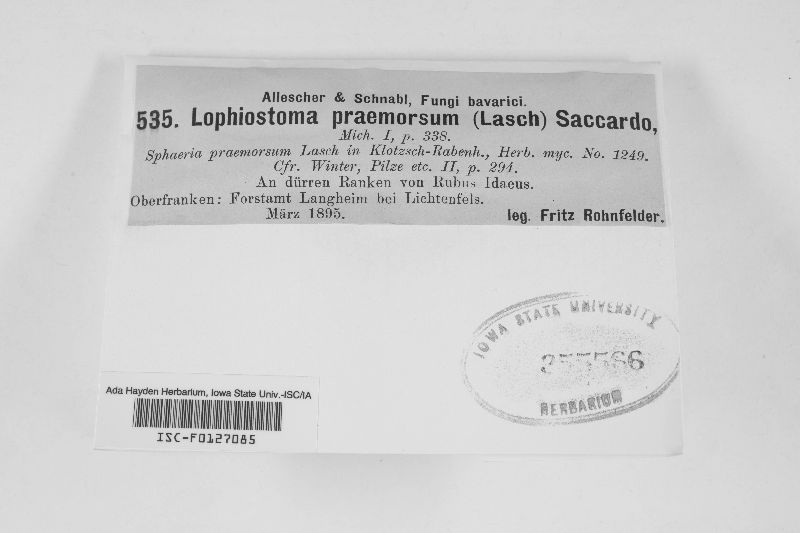 Allescher & Schnabl, Fungi bavarici.
535. Lophiostoma praemorsum (Lasch) Saccardo,
Mich. I, p. 338.
Sphaeria praemorsum Lasch in Klotzsch-Rabenh., Herb. myc. No. 1249.
Cfr. Winter, Pilze etc. II, p. 294.
An dürren Ranken von Rubus Idaeus.
Oberfranken: Forstamt Langheim bei Lichtenfels.
März 1895. leg. Fritz Rohnfelder.
IOWA STATE UNIVERSITY
HERBARIUM
Ada Hayden Herbarium, Iowa State Univ.-ISC/IA
ISC-F0127085